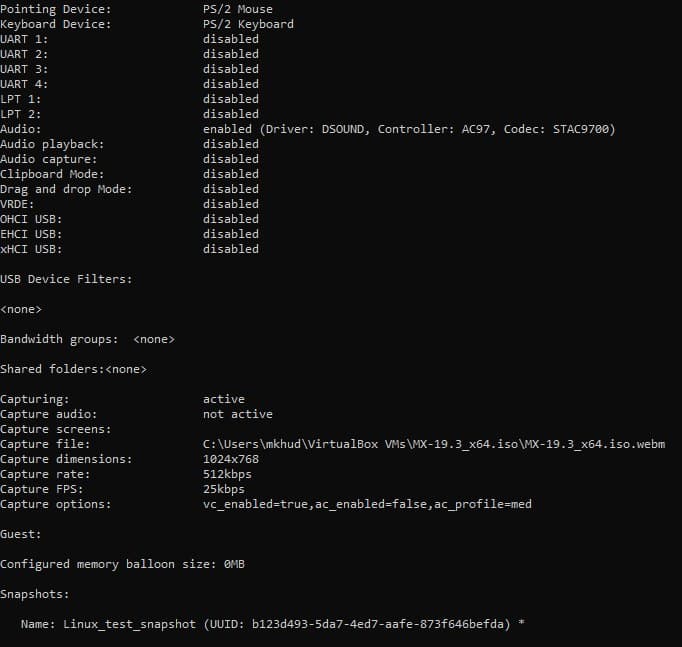 Pointing Device: PS/2 Mouse
Keyboard Device: PS/2 Keyboard
UART 1: disabled
UART 2: disabled
UART 3: disabled
UART 4: disabled
LPT 1: disabled
LPT 2: disabled
Audio: enabled (Driver: DSOUND, Controller: AC97, Codec: STAC9700)
Audio playback: disabled
Audio capture: disabled
Clipboard Mode: disabled
Drag and drop Mode: disabled
VRDE: disabled
OHCI USB: disabled
EHCI USB: disabled
xHCI USB: disabled
USB Device Filters:
<none>
Bandwidth groups: <none>
Shared folders:<none>
Capturing: active
Capture audio: not active
Capture screens:
Capture file: C:\Users\mkhud\VirtualBox VMs\MX-19.3_x64.iso\MX-19.3_x64.iso.webm
Capture dimensions: 1024x768
Capture rate: 512kbps
Capture FPS: 25kbps
Capture options: vc_enabled=true,ac_enabled=false,ac_profile=med
Guest:
Configured memory balloon size: 0MB
Snapshots:
Name: Linux_test_snapshot (UUID: b123d493-5da7-4ed7-aafe-873f646befda) *